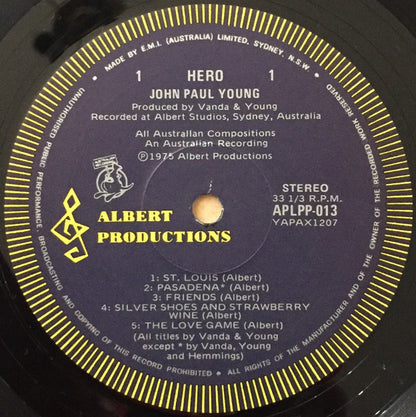 MADE BY E.M.I. (AUSTRALIA) LIMITED, SYDNEY, N.S.W. • UNAUTHORISED PUBLIC PERFORMANCE, BROADCASTING AND COPYING OF THIS RECORD PROHIBITED • ALL RIGHTS OF THE MANUFACTURER AND OF THE OWNER OF THE RECORDED WORK RESERVED •
1 HERO 1
JOHN PAUL YOUNG
Produced by Vanda & Young
Recorded at Albert Studios, Sydney, Australia
All Australian Compositions
An Australian Recording
℗1975 Albert Productions
STEREO
33 1/3 R.P.M.
APLPP-013
YAPAX1207
ALBERT
PRODUCTIONS
1: ST. LOUIS (Albert)
2: PASADENA* (Albert)
3: FRIENDS (Albert)
4: SILVER SHOES AND STRAWBERRY
WINE (Albert)
5: THE LOVE GAME (Albert)
(All titles by Vanda & Young
except * by Vanda, Young
and Hemmings)